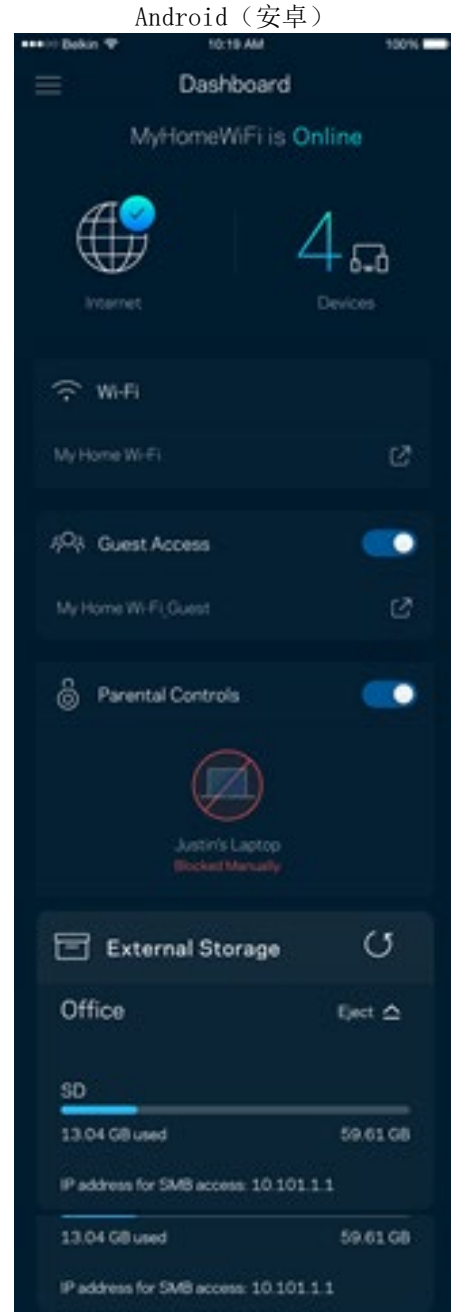 Android（安卓）
Belkin 10:19 AM 100%
Dashboard
MyHomeWiFi is Online
4
Internet Devices
Wi-Fi
My Home Wi-Fi
Guest Access
My Home Wi-Fi_Guest
Parental Controls
Justin's Laptop
Blocked Manually
External Storage
Office Eject
SD
13.04 GB used 59.61 GB
IP address for SMB access: 10.101.1.1
13.04 GB used 59.61 GB
IP address for SMB access: 10.101.1.1